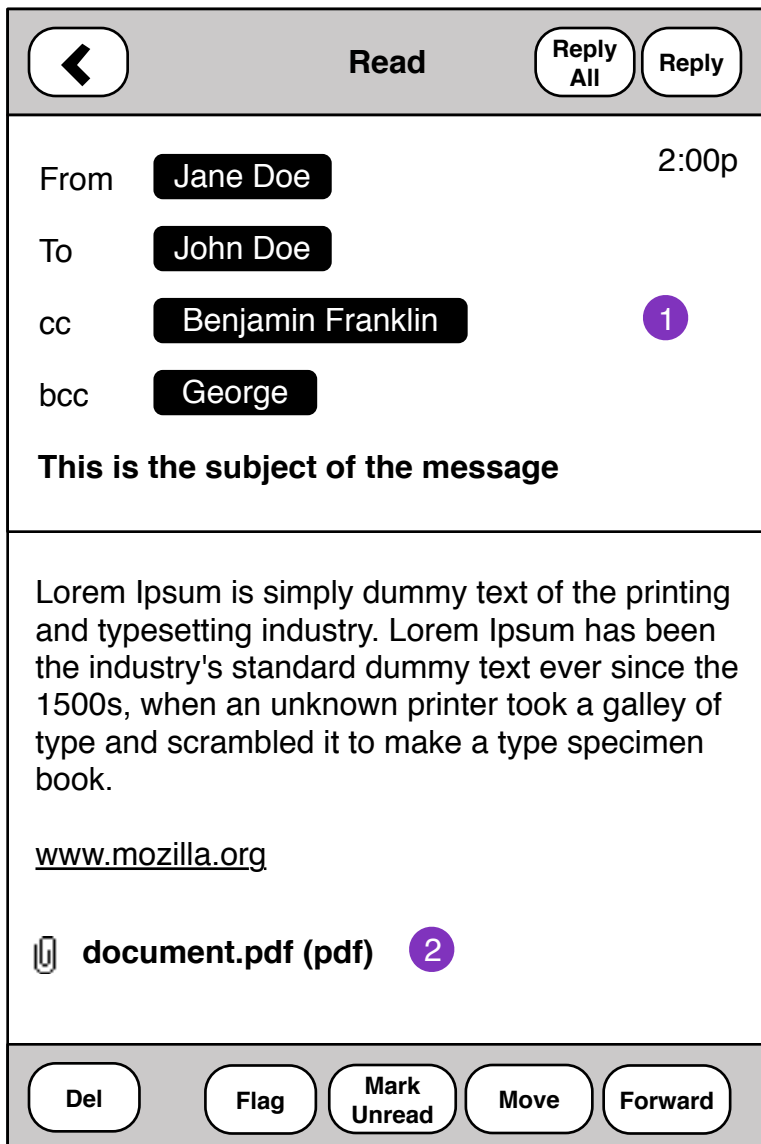 Read
Reply
All
Reply
2:00p
From Jane Doe
To John Doe
cc Benjamin Franklin 1
bcc George
This is the subject of the message
Lorem Ipsum is simply dummy text of the printing
and typesetting industry. Lorem Ipsum has been
the industry's standard dummy text ever since the
1500s, when an unknown printer took a galley of
type and scrambled it to make a type specimen
book.
www.mozilla.org
document.pdf (pdf) 2
Del
Flag
Mark
Unread
Move
Forward